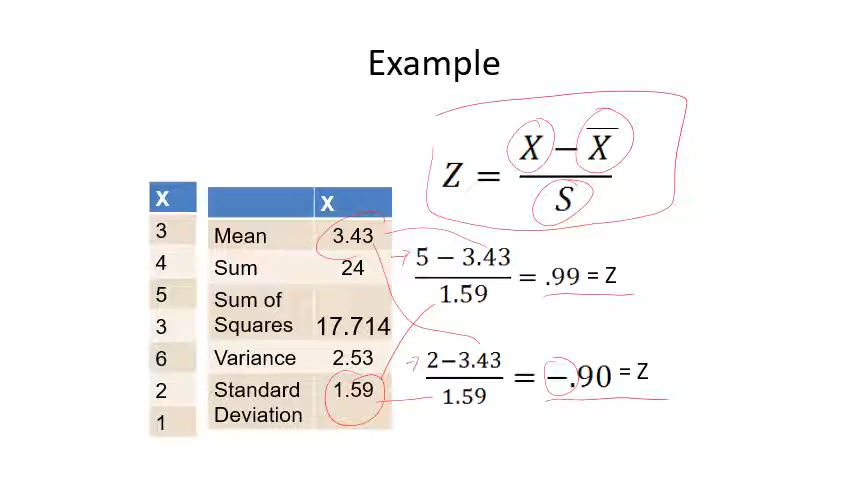 Example
Z = (X − X̅) / S
X
3
4
5
3
6
2
1
X
Mean 3.43
Sum 24
Sum of
Squares 17.714
Variance 2.53
Standard 1.59
Deviation
5 − 3.43
1.59
= .99 = Z
2−3.43
1.59
= −.90 = Z